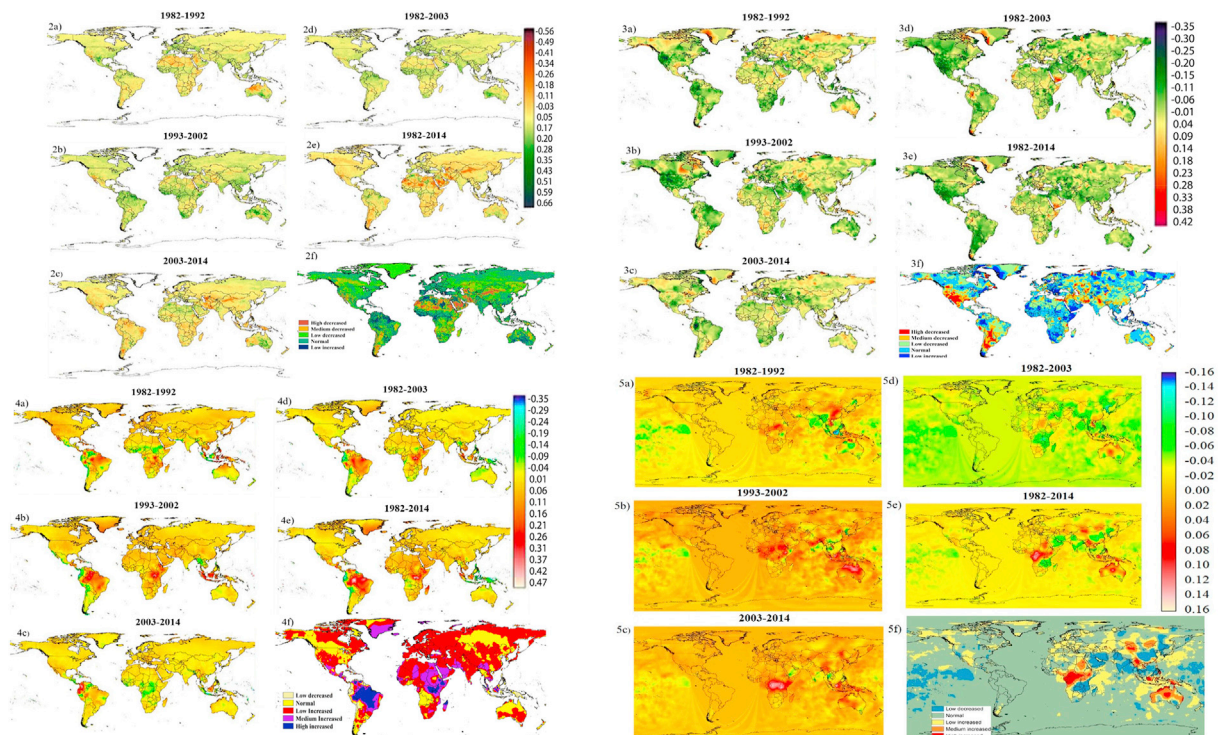 2a)
1982-1992
2d)
1982-2003
-0.56
-0.50
-0.44
-0.26
-0.18
-0.11
-0.03
0.05
0.17
0.20
0.28
0.35
0.43
0.51
0.59
0.66
2b)
1993-2002
2e)
1982-2014
2c)
2003-2014
2f)
High decreased
Medium decreased
Low decreased
Normal
Low increased
3a)
1982-1992
3d)
1982-2003
-0.35
-0.30
-0.25
-0.20
-0.15
-0.11
-0.06
0.04
0.09
0.14
0.18
0.23
0.28
0.33
0.38
0.42
3b)
1993-2002
3e)
1982-2014
3c)
2003-2014
3f)
High decreased
Medium decreased
Low decreased
Normal
Low increased
4a)
1982-1992
4d)
1982-2003
-0.35
-0.29
-0.24
-0.19
-0.14
-0.09
-0.04
0.01
0.06
0.11
0.16
0.21
0.26
0.31
0.37
0.42
0.47
4b)
1993-2002
4e)
1982-2014
4c)
2003-2014
4f)
Low decreased
Normal
Low Increased
Medium Increased
High increased
5a)
1982-1992
5d)
1982-2003
-0.16
-0.14
-0.12
-0.10
-0.08
-0.06
-0.04
-0.02
0.00
0.02
0.04
0.06
0.08
0.10
0.12
0.14
0.16
5b)
1993-2002
5e)
1982-2014
5c)
2003-2014
5f)
Low decreased
Normal
Low increased
Medium increased